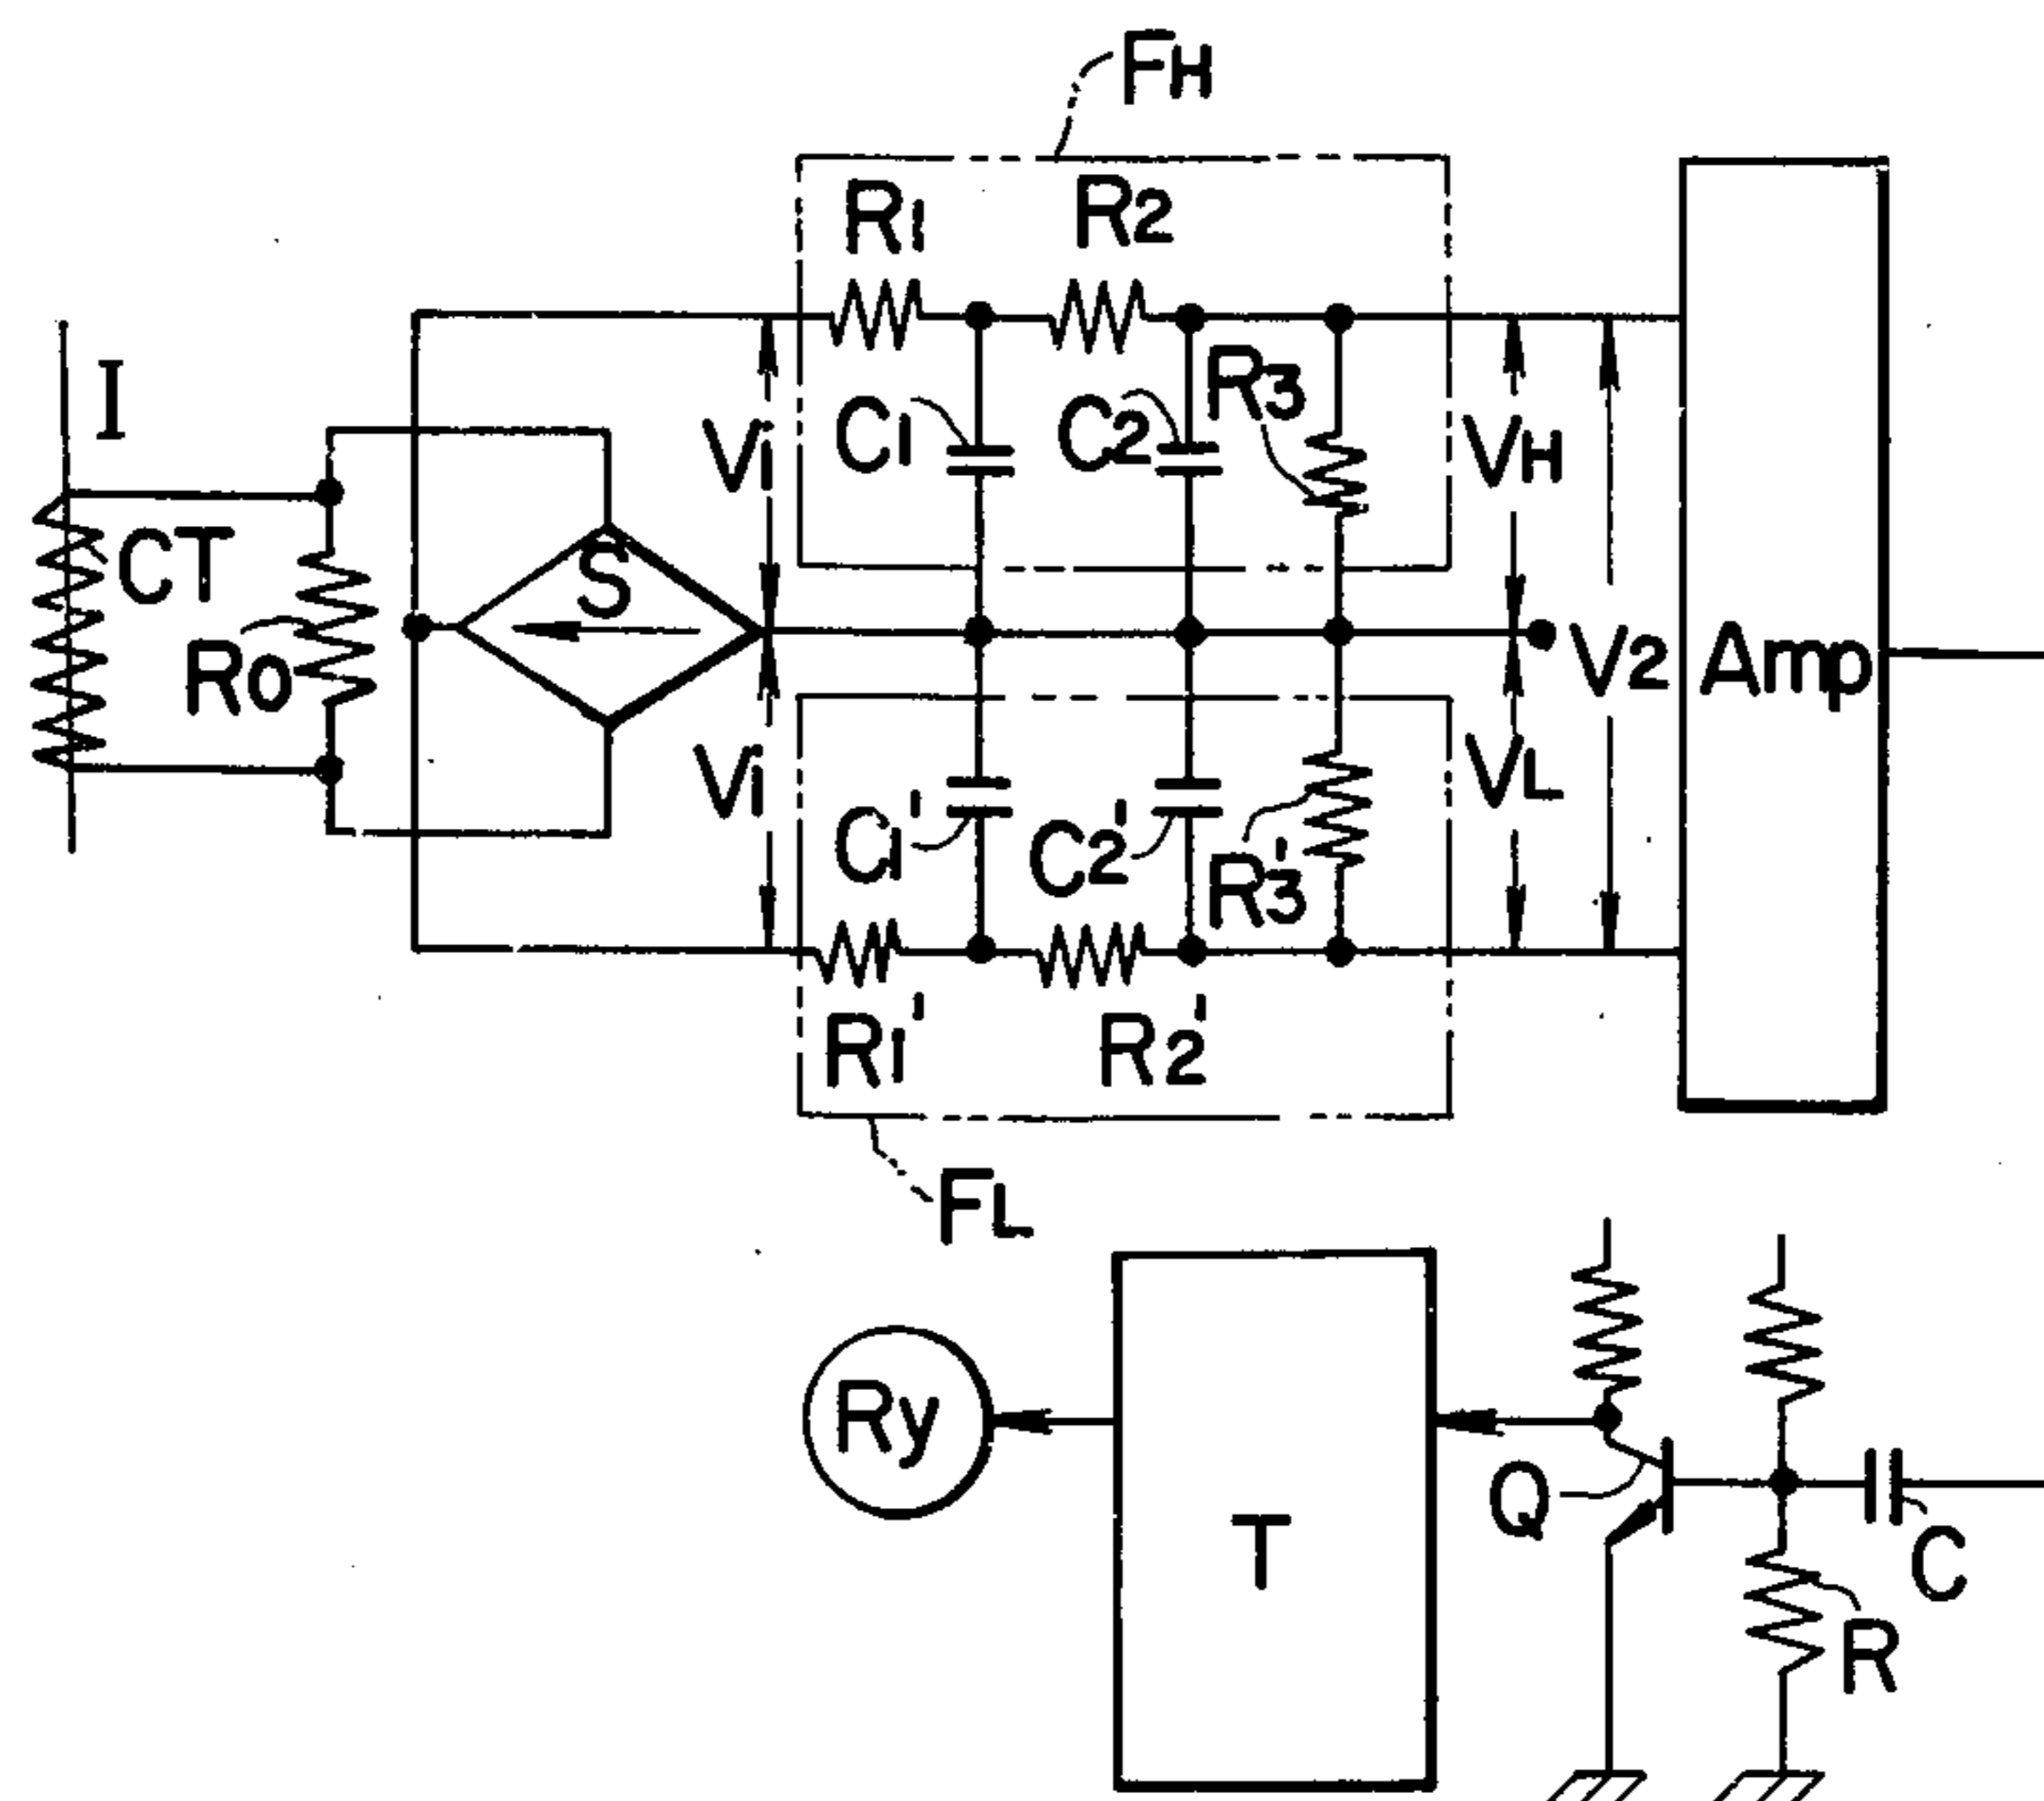 FH
R1 R2
I
Vi C1 C2 R3 VH
CT S
R0 V2 Amp
Vi VL
C1' C2' R3'
R1' R2'
FL
Ry
Q
T C
R